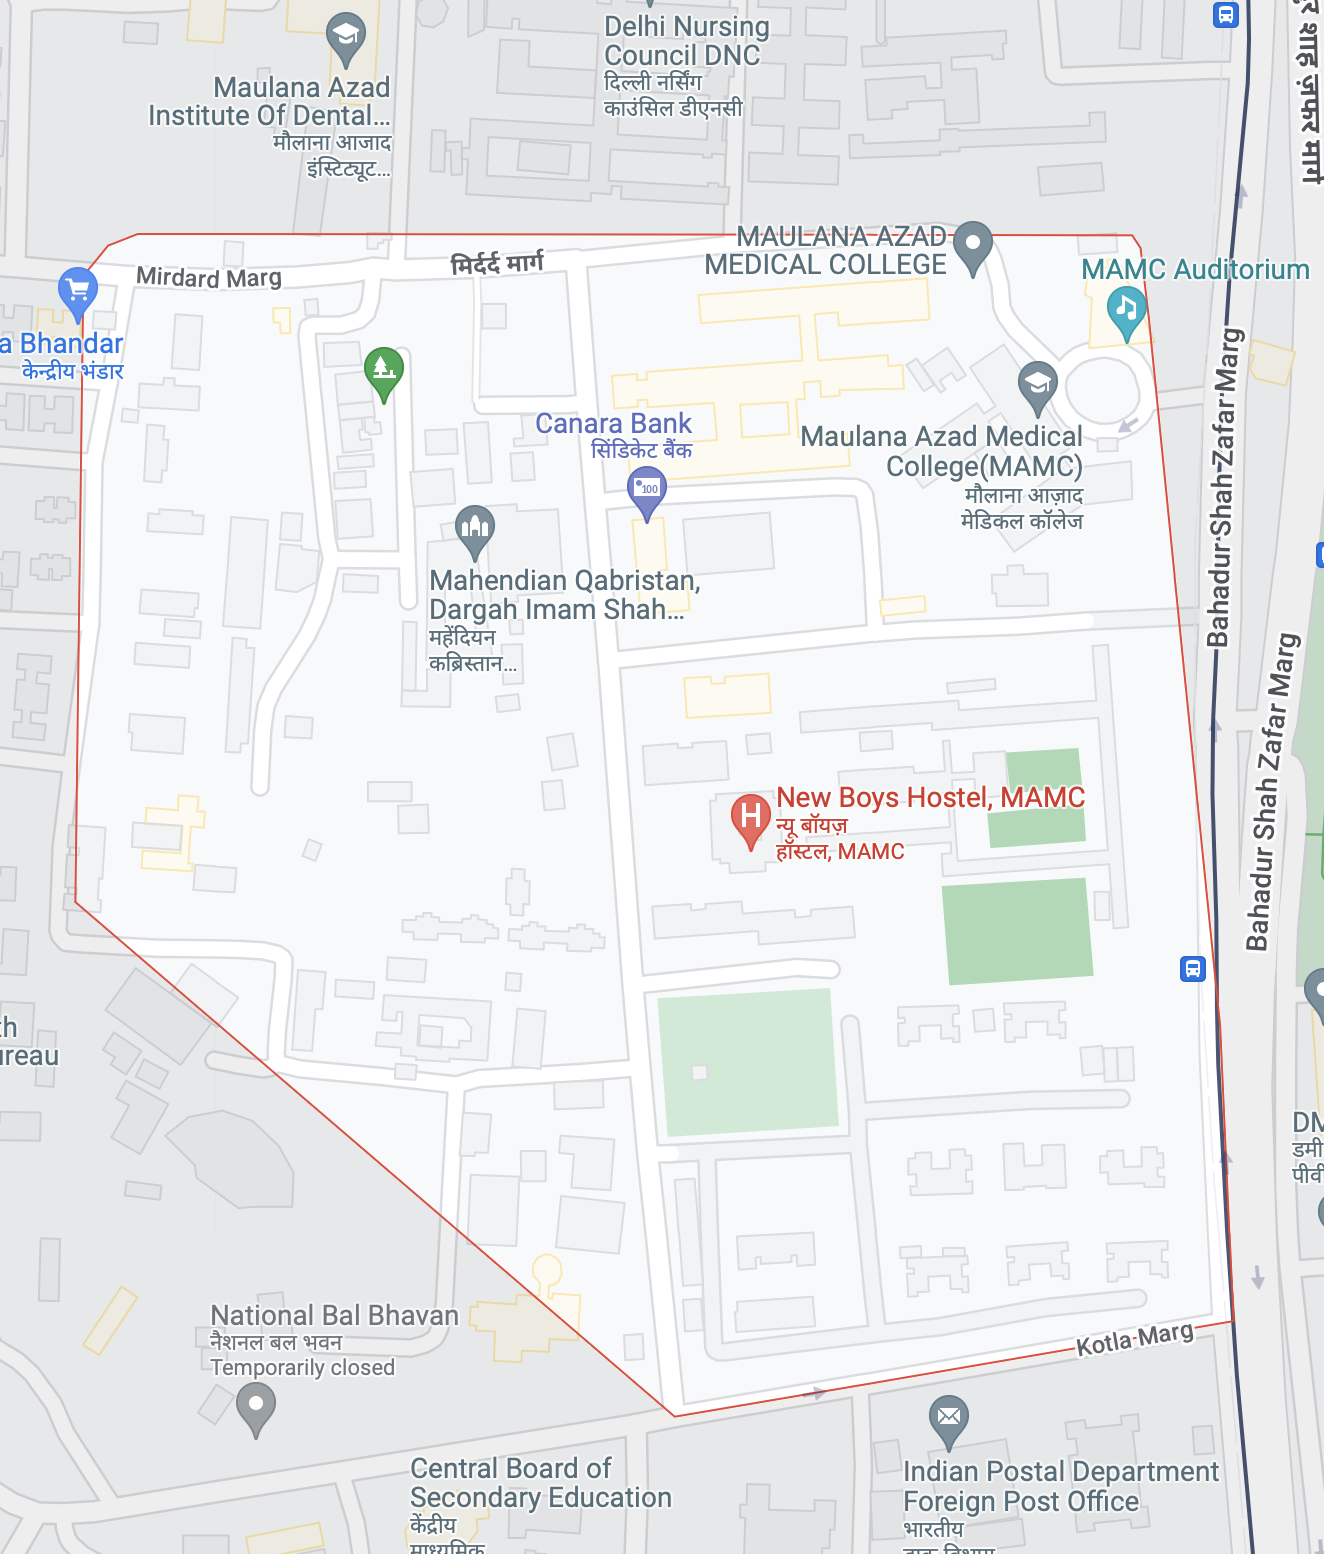 Delhi Nursing
Council DNC
दिल्ली नर्सिंग
काउंसिल डीएनसी
Maulana Azad
Institute Of Dental...
मौलाना आजाद
इंस्टिट्यूट...
शाह ज़फर मार्ग
MAULANA AZAD
MEDICAL COLLEGE
MAMC Auditorium
मिर्दर्द मार्ग
Mirdard Marg
a Bhandar
केन्द्रीय भंडार
Canara Bank
सिंडिकेट बैंक
100
Maulana Azad Medical
College(MAMC)
मौलाना आज़ाद
मेडिकल कॉलेज
Bahadur Shah Zafar Marg
Bahadur Shah Zafar Marg
Mahendian Qabristan,
Dargah Imam Shah...
महेंदियन
कब्रिस्तान...
New Boys Hostel, MAMC
न्यू बॉयज़
हॉस्टल, MAMC
H
th
ureau
DM
डमी
पीवी
National Bal Bhavan
नैशनल बल भवन
Temporarily closed
Kotla Marg
Central Board of
Secondary Education
केंद्रीय
माध्यमिक
Indian Postal Department
Foreign Post Office
भारतीय
डाक विभाग